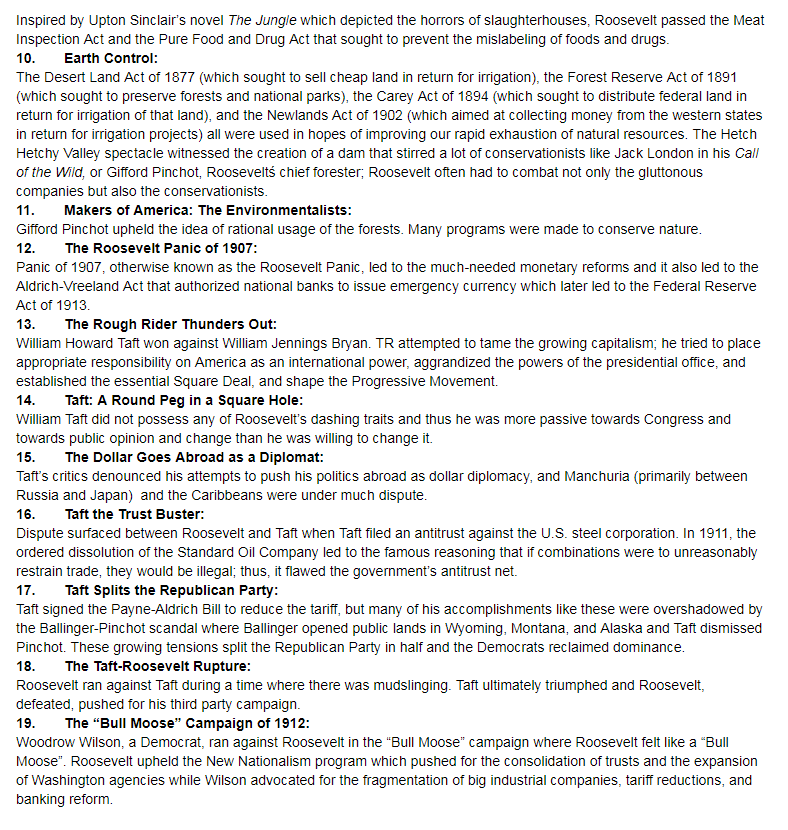 Inspired by Upton Sinclair's novel The Jungle which depicted the horrors of slaughterhouses, Roosevelt passed the Meat
Inspection Act and the Pure Food and Drug Act that sought to prevent the mislabeling of foods and drugs.
10. Earth Control:
The Desert Land Act of 1877 (which sought to sell cheap land in return for irrigation), the Forest Reserve Act of 1891
(which sought to preserve forests and national parks), the Carey Act of 1894 (which sought to distribute federal land in
return for irrigation of that land), and the Newlands Act of 1902 (which aimed at collecting money from the western states
in return for irrigation projects) all were used in hopes of improving our rapid exhaustion of natural resources. The Hetch
Hetchy Valley spectacle witnessed the creation of a dam that stirred a lot of conservationists like Jack London in his Call
of the Wild, or Gifford Pinchot, Rooseveltś chief forester; Roosevelt often had to combat not only the gluttonous
companies but also the conservationists.
11. Makers of America: The Environmentalists:
Gifford Pinchot upheld the idea of rational usage of the forests. Many programs were made to conserve nature.
12. The Roosevelt Panic of 1907:
Panic of 1907, otherwise known as the Roosevelt Panic, led to the much-needed monetary reforms and it also led to the
Aldrich-Vreeland Act that authorized national banks to issue emergency currency which later led to the Federal Reserve
Act of 1913.
13. The Rough Rider Thunders Out:
William Howard Taft won against William Jennings Bryan. TR attempted to tame the growing capitalism; he tried to place
appropriate responsibility on America as an international power, aggrandized the powers of the presidential office, and
established the essential Square Deal, and shape the Progressive Movement.
14. Taft: A Round Peg in a Square Hole:
William Taft did not possess any of Roosevelt's dashing traits and thus he was more passive towards Congress and
towards public opinion and change than he was willing to change it.
15. The Dollar Goes Abroad as a Diplomat:
Taft's critics denounced his attempts to push his politics abroad as dollar diplomacy, and Manchuria (primarily between
Russia and Japan) and the Caribbeans were under much dispute.
16. Taft the Trust Buster:
Dispute surfaced between Roosevelt and Taft when Taft filed an antitrust against the U.S. steel corporation. In 1911, the
ordered dissolution of the Standard Oil Company led to the famous reasoning that if combinations were to unreasonably
restrain trade, they would be illegal; thus, it flawed the government's antitrust net.
17. Taft Splits the Republican Party:
Taft signed the Payne-Aldrich Bill to reduce the tariff, but many of his accomplishments like these were overshadowed by
the Ballinger-Pinchot scandal where Ballinger opened public lands in Wyoming, Montana, and Alaska and Taft dismissed
Pinchot. These growing tensions split the Republican Party in half and the Democrats reclaimed dominance.
18. The Taft-Roosevelt Rupture:
Roosevelt ran against Taft during a time where there was mudslinging. Taft ultimately triumphed and Roosevelt,
defeated, pushed for his third party campaign.
19. The “Bull Moose” Campaign of 1912:
Woodrow Wilson, a Democrat, ran against Roosevelt in the “Bull Moose” campaign where Roosevelt felt like a “Bull
Moose”. Roosevelt upheld the New Nationalism program which pushed for the consolidation of trusts and the expansion
of Washington agencies while Wilson advocated for the fragmentation of big industrial companies, tariff reductions, and
banking reform.